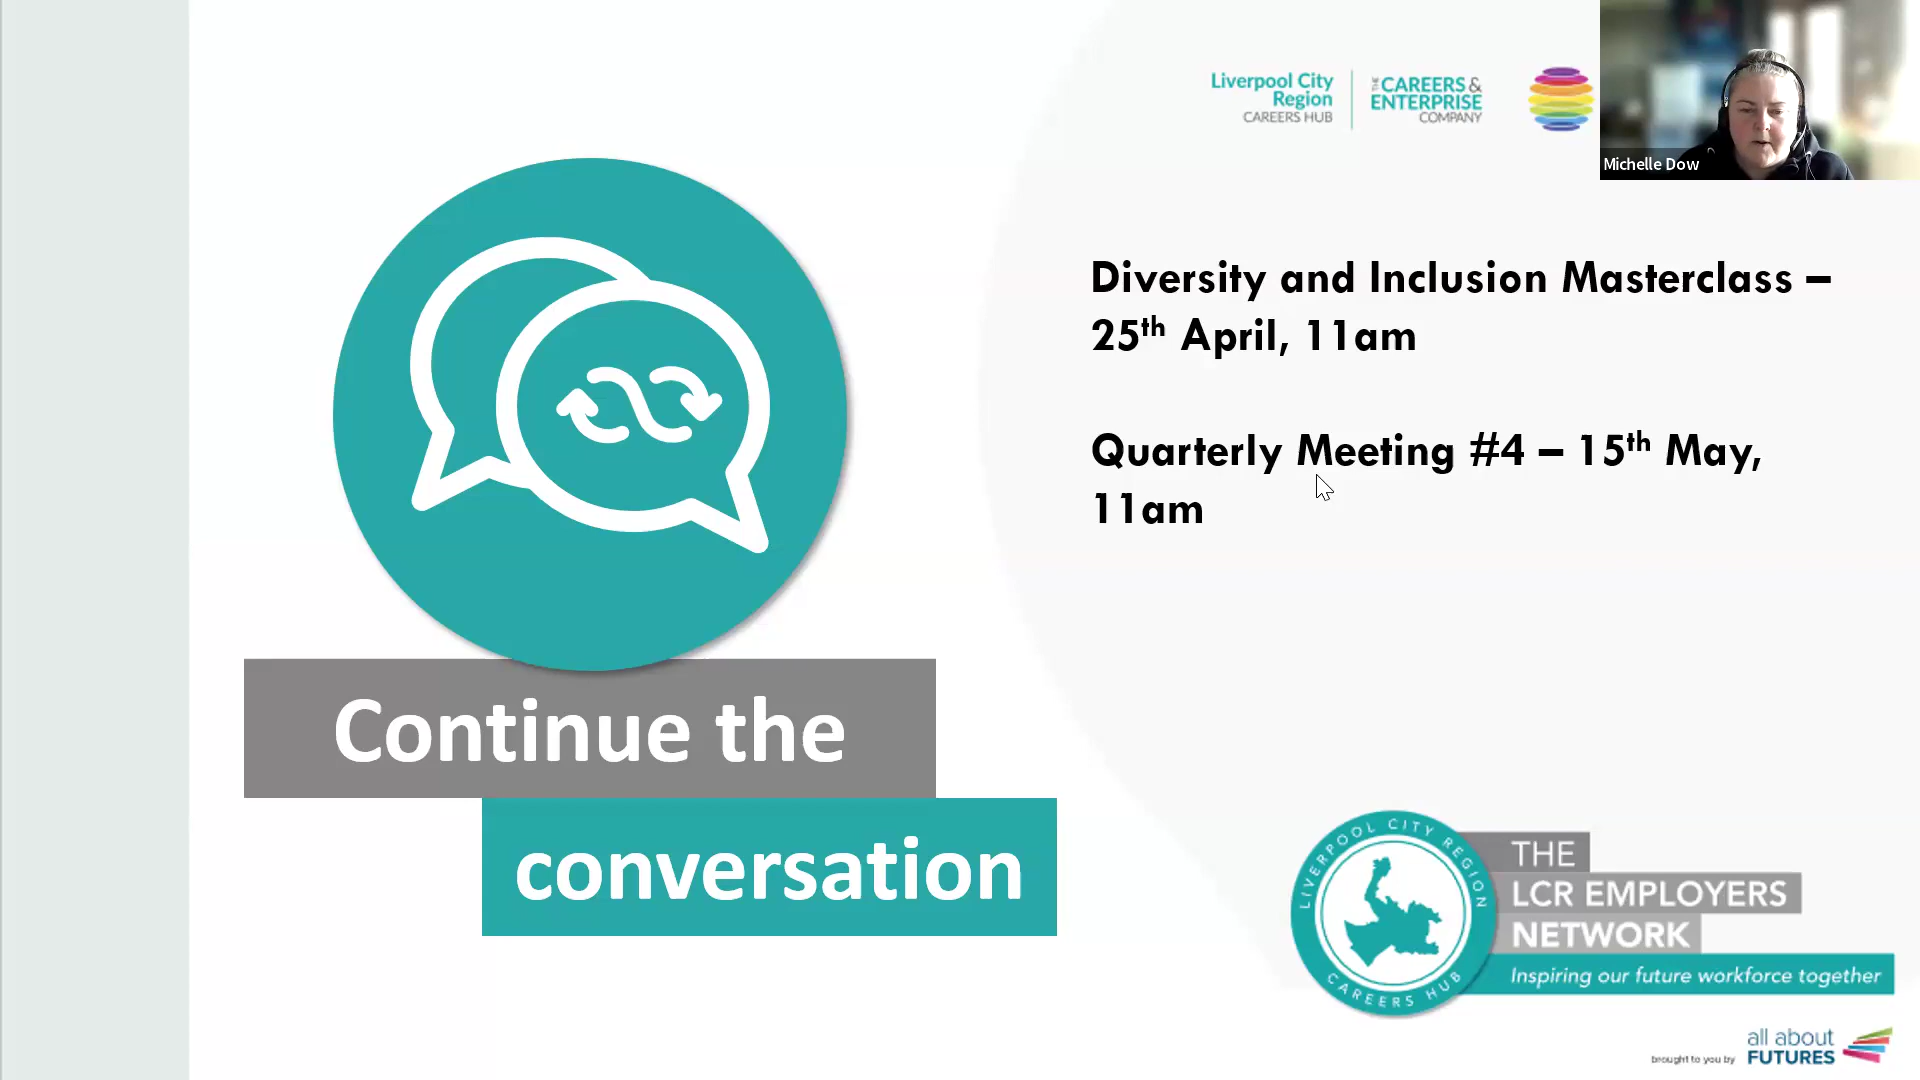 Liverpool City
Region
CAREERS HUB
THE
CAREERS &
ENTERPRISE
COMPANY
Michelle Dow
Diversity and Inclusion Masterclass –
25th April, 11am
Quarterly Meeting #4 – 15th May,
11am
Continue the
conversation
LIVERPOOL CITY REGION
CAREERS HUB
THE
LCR EMPLOYERS
NETWORK
Inspiring our future workforce together
brought to you by
all about
FUTURES